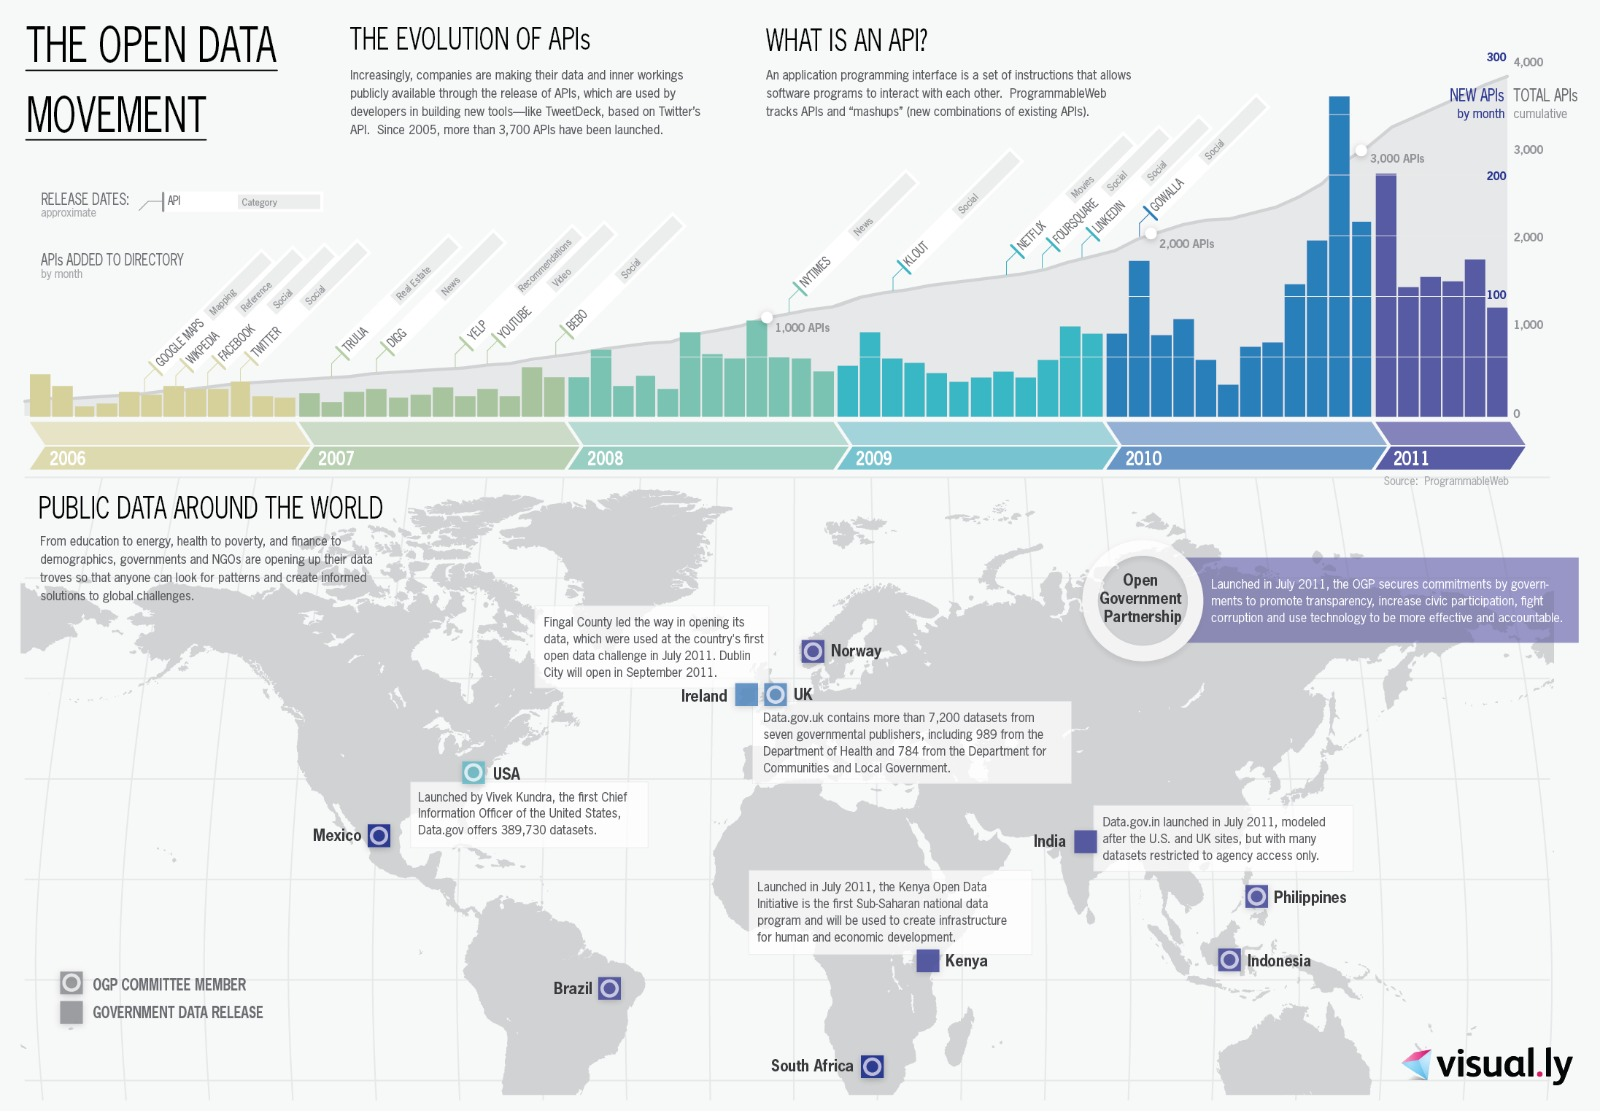 THE OPEN DATA
MOVEMENT
THE EVOLUTION OF APIs
Increasingly, companies are making their data and inner workings
publicly available through the release of APIs, which are used by
developers in building new tools—like TweetDeck, based on Twitter's
API. Since 2005, more than 3,700 APIs have been launched.
WHAT IS AN API?
An application programming interface is a set of instructions that allows
software programs to interact with each other. ProgrammableWeb
tracks APIs and “mashups” (new combinations of existing APIs).
300
4,000
NEW APIs
by month
TOTAL APIs
cumulative
3,000
200
2,000
100
1,000
0
RELEASE DATES:
approximate
API
Category
APIs ADDED TO DIRECTORY
by month
GOOGLE MAPS Mapping
WIKPEDIA Reference
FACEBOOK Social
TWITTER Social
TRULIA Real Estate
DIGG News
YELP Recommendations
YOUTUBE Video
BEBO Social
NYTIMES News
KLOUT Social
NETFLIX Movies
FOURSQUARE Social
LINKEDIN Social
GOWALLA Social
1,000 APIs
2,000 APIs
3,000 APIs
2006
2007
2008
2009
2010
2011
Source: ProgrammableWeb
PUBLIC DATA AROUND THE WORLD
From education to energy, health to poverty, and finance to
demographics, governments and NGOs are opening up their data
troves so that anyone can look for patterns and create informed
solutions to global challenges.
Open
Government
Partnership
Launched in July 2011, the OGP secures commitments by govern-
ments to promote transparency, increase civic participation, fight
corruption and use technology to be more effective and accountable.
Fingal County led the way in opening its
data, which were used at the country's first
open data challenge in July 2011. Dublin
City will open in September 2011.
Norway
Ireland
UK
Data.gov.uk contains more than 7,200 datasets from
seven governmental publishers, including 989 from the
Department of Health and 784 from the Department for
Communities and Local Government.
USA
Launched by Vivek Kundra, the first Chief
Information Officer of the United States,
Data.gov offers 389,730 datasets.
Mexico
India
Data.gov.in launched in July 2011, modeled
after the U.S. and UK sites, but with many
datasets restricted to agency access only.
Launched in July 2011, the Kenya Open Data
Initiative is the first Sub-Saharan national data
program and will be used to create infrastructure
for human and economic development.
Kenya
Philippines
Indonesia
Brazil
South Africa
OGP COMMITTEE MEMBER
GOVERNMENT DATA RELEASE
visual.ly